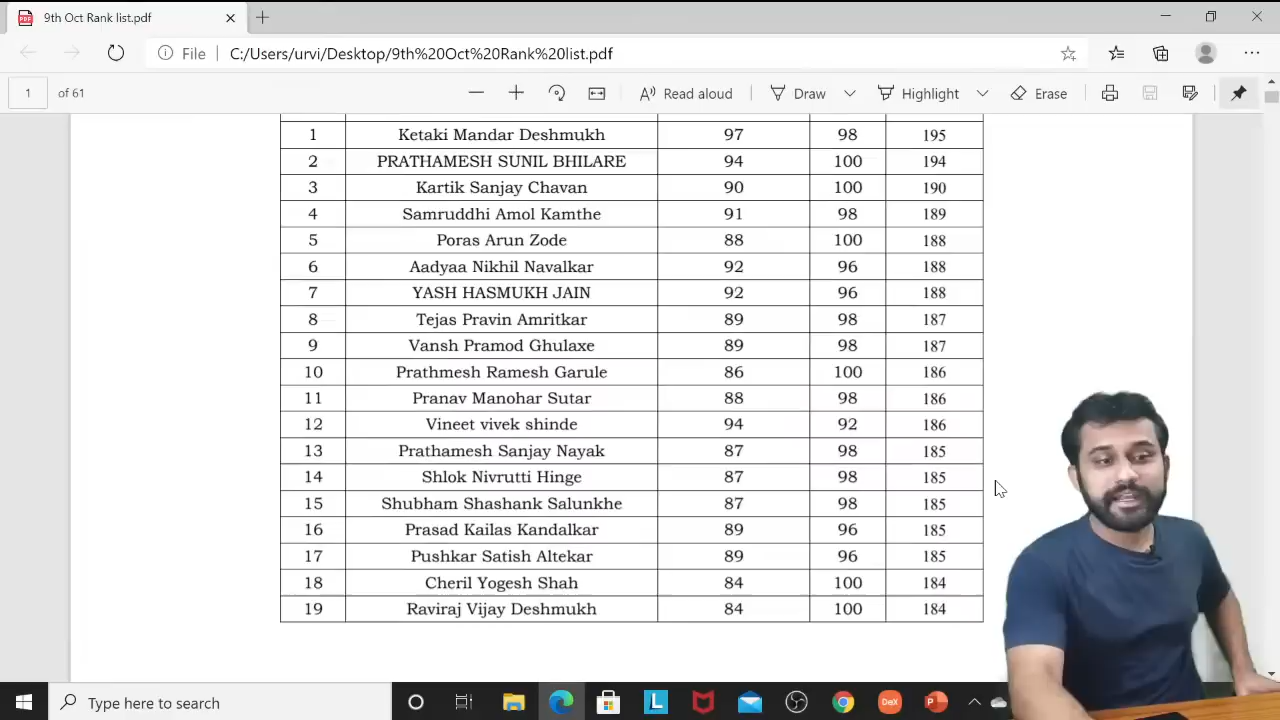 9th Oct Rank list.pdf
File C:/Users/urvi/Desktop/9th%20Oct%20Rank%20list.pdf
1 of 61 Read aloud Draw Highlight Erase
1 Ketaki Mandar Deshmukh 97 98 195
2 PRATHAMESH SUNIL BHILARE 94 100 194
3 Kartik Sanjay Chavan 90 100 190
4 Samruddhi Amol Kamthe 91 98 189
5 Poras Arun Zode 88 100 188
6 Aadyaa Nikhil Navalkar 92 96 188
7 YASH HASMUKH JAIN 92 96 188
8 Tejas Pravin Amritkar 89 98 187
9 Vansh Pramod Ghulaxe 89 98 187
10 Prathmesh Ramesh Garule 86 100 186
11 Pranav Manohar Sutar 88 98 186
12 Vineet vivek shinde 94 92 186
13 Prathamesh Sanjay Nayak 87 98 185
14 Shlok Nivrutti Hinge 87 98 185
15 Shubham Shashank Salunkhe 87 98 185
16 Prasad Kailas Kandalkar 89 96 185
17 Pushkar Satish Altekar 89 96 185
18 Cheril Yogesh Shah 84 100 184
19 Raviraj Vijay Deshmukh 84 100 184
Type here to search